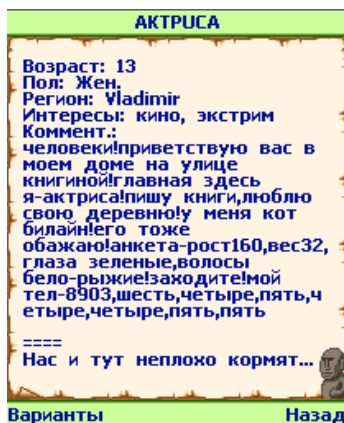 АКТРИСА
Возраст: 13
Пол: Жен.
Регион: Vladimir
Интересы: кино, экстрим
Коммент.:
человеки!приветствую вас в
моем доме на улице
книгиной!главная здесь
я-актриса!пишу книги,люблю
свою деревню!у меня кот
билайн!его тоже
обажаю!анкета-рост160,вес32,
глаза зеленые,волосы
бело-рыжие!заходите!мой
тел-8903,шесть,четыре,пять,ч
етыре,четыре,пять,пять
====
Нас и тут неплохо кормят...
Варианты
Назад